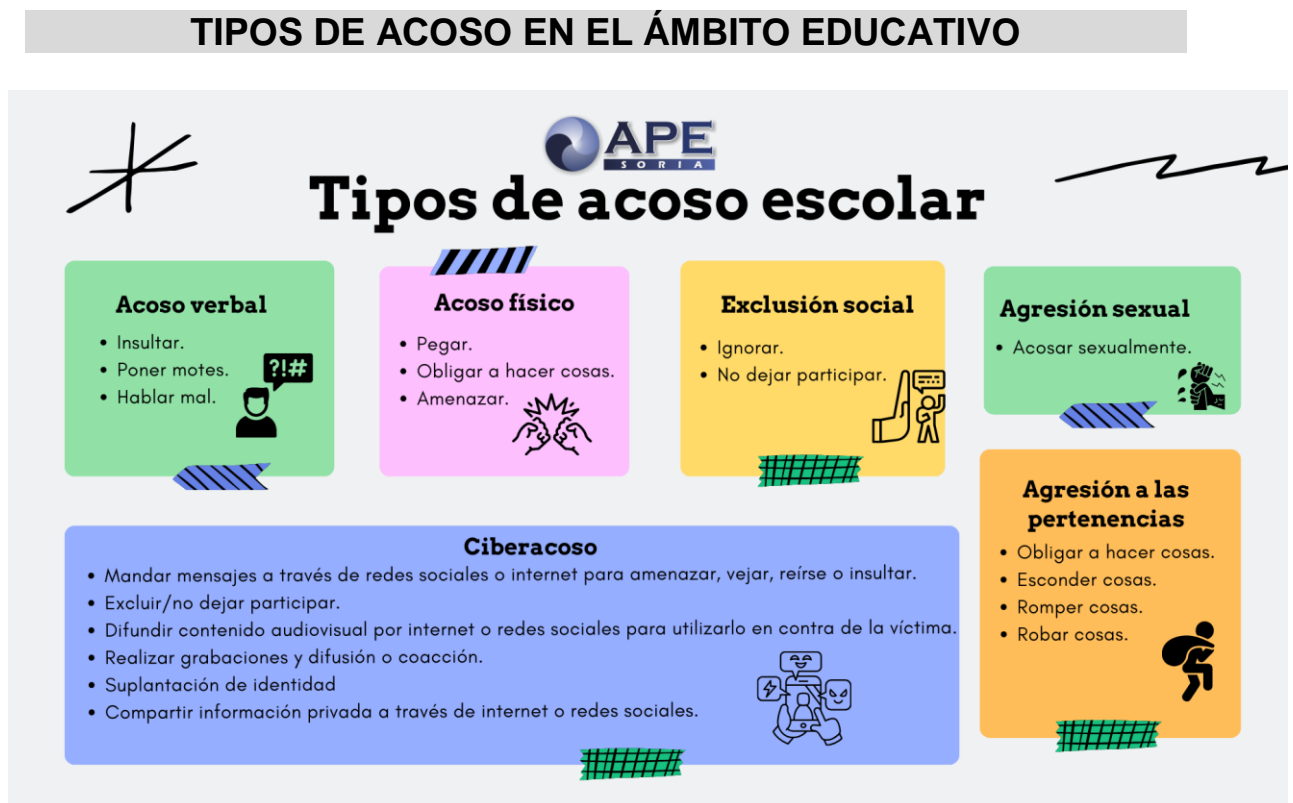 TIPOS DE ACOSO EN EL ÁMBITO EDUCATIVO
APE
SORIA
Tipos de acoso escolar
Acoso verbal
• Insultar.
• Poner motes.
• Hablar mal.
?!#
Acoso físico
• Pegar.
• Obligar a hacer cosas.
• Amenazar.
Exclusión social
• Ignorar.
• No dejar participar.
Agresión sexual
• Acosar sexualmente.
Ciberacoso
• Mandar mensajes a través de redes sociales o internet para amenazar, vejar, reírse o insultar.
• Excluir/no dejar participar.
• Difundir contenido audiovisual por internet o redes sociales para utilizarlo en contra de la víctima.
• Realizar grabaciones y difusión o coacción.
• Suplantación de identidad
• Compartir información privada a través de internet o redes sociales.
Agresión a las
pertenencias
• Obligar a hacer cosas.
• Esconder cosas.
• Romper cosas.
• Robar cosas.